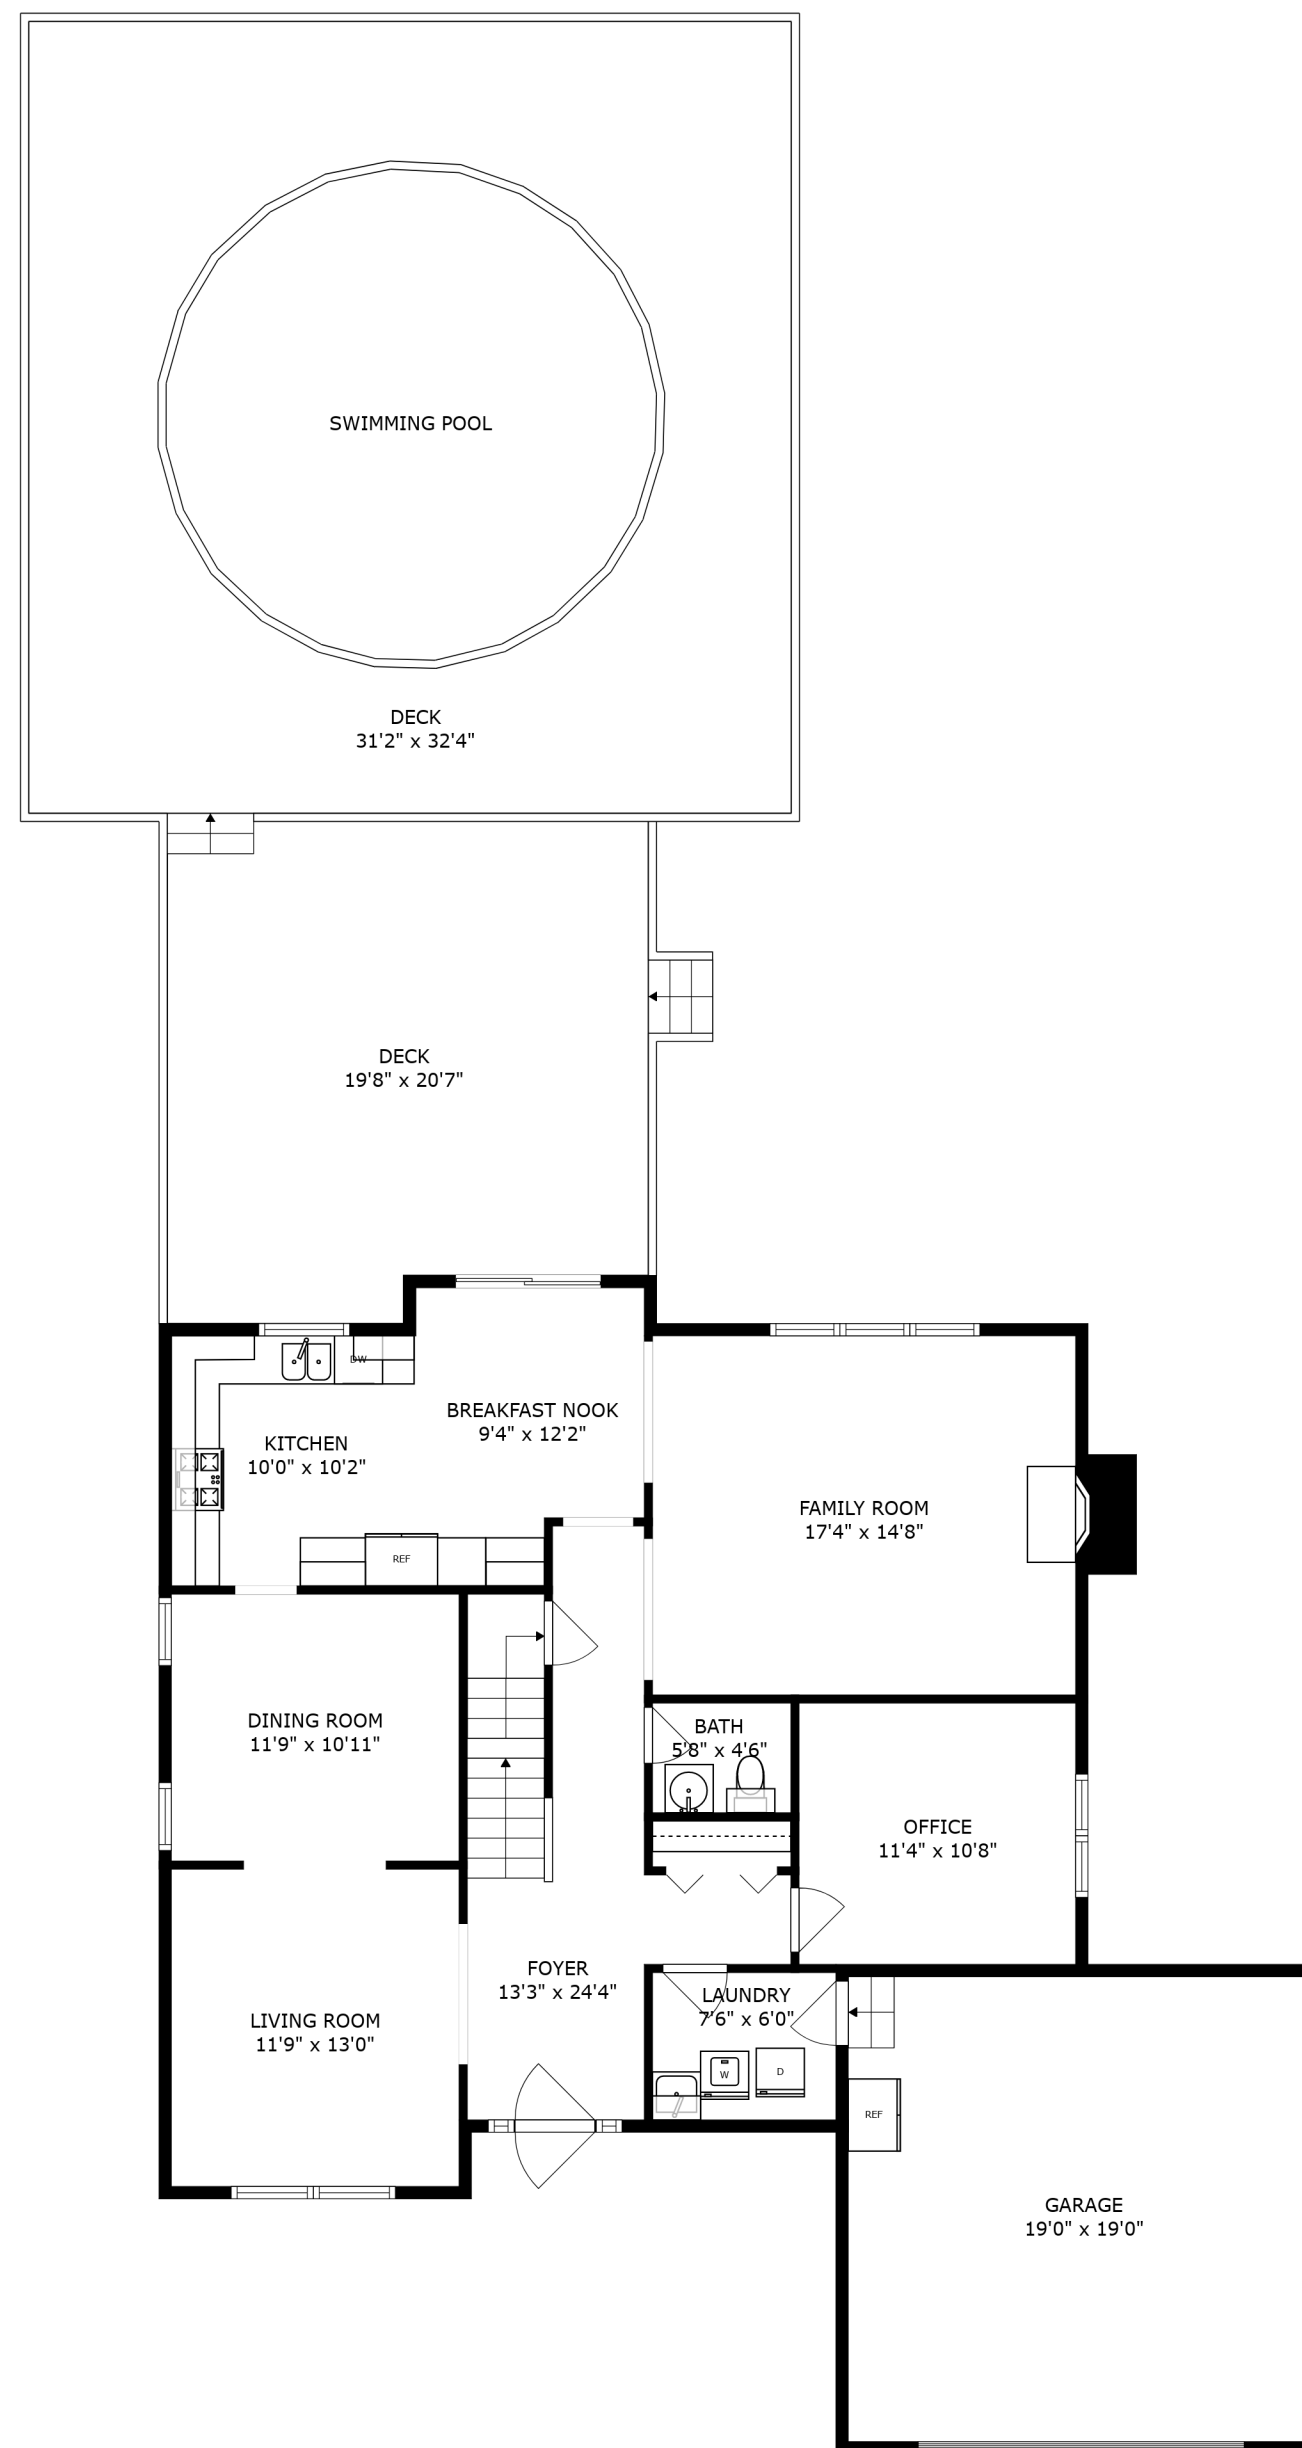 SWIMMING POOL
DECK
31'2" x 32'4"
DECK
19'8" x 20'7"
DW
BREAKFAST NOOK
9'4" x 12'2"
KITCHEN
10'0" x 10'2"
FAMILY ROOM
17'4" x 14'8"
REF
DINING ROOM
11'9" x 10'11"
BATH
5'8" x 4'6"
OFFICE
11'4" x 10'8"
FOYER
13'3" x 24'4"
LAUNDRY
7'6" x 6'0"
LIVING ROOM
11'9" x 13'0"
W
D
REF
GARAGE
19'0" x 19'0"